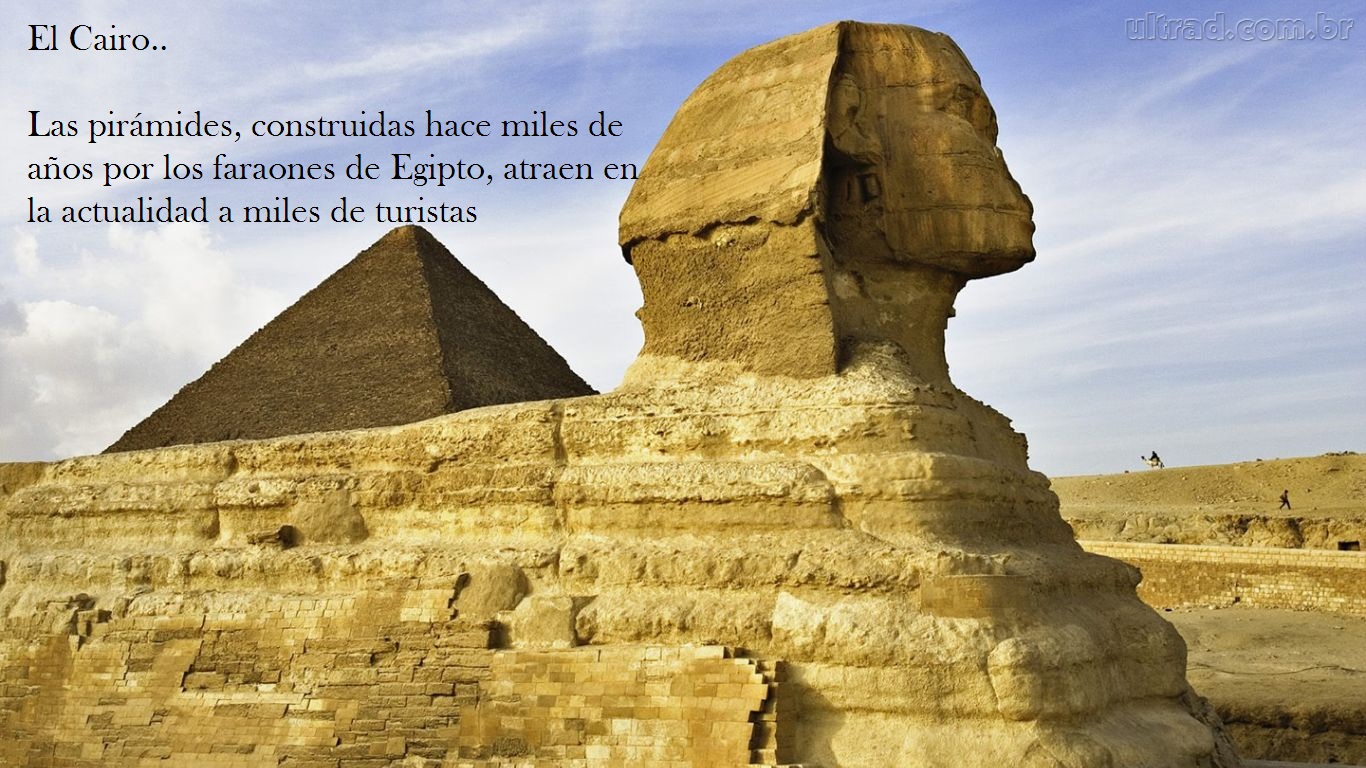 El Cairo..
Las pirámides, construidas hace miles de
años por los faraones de Egipto, atraen en
la actualidad a miles de turistas
ultrad.com.br